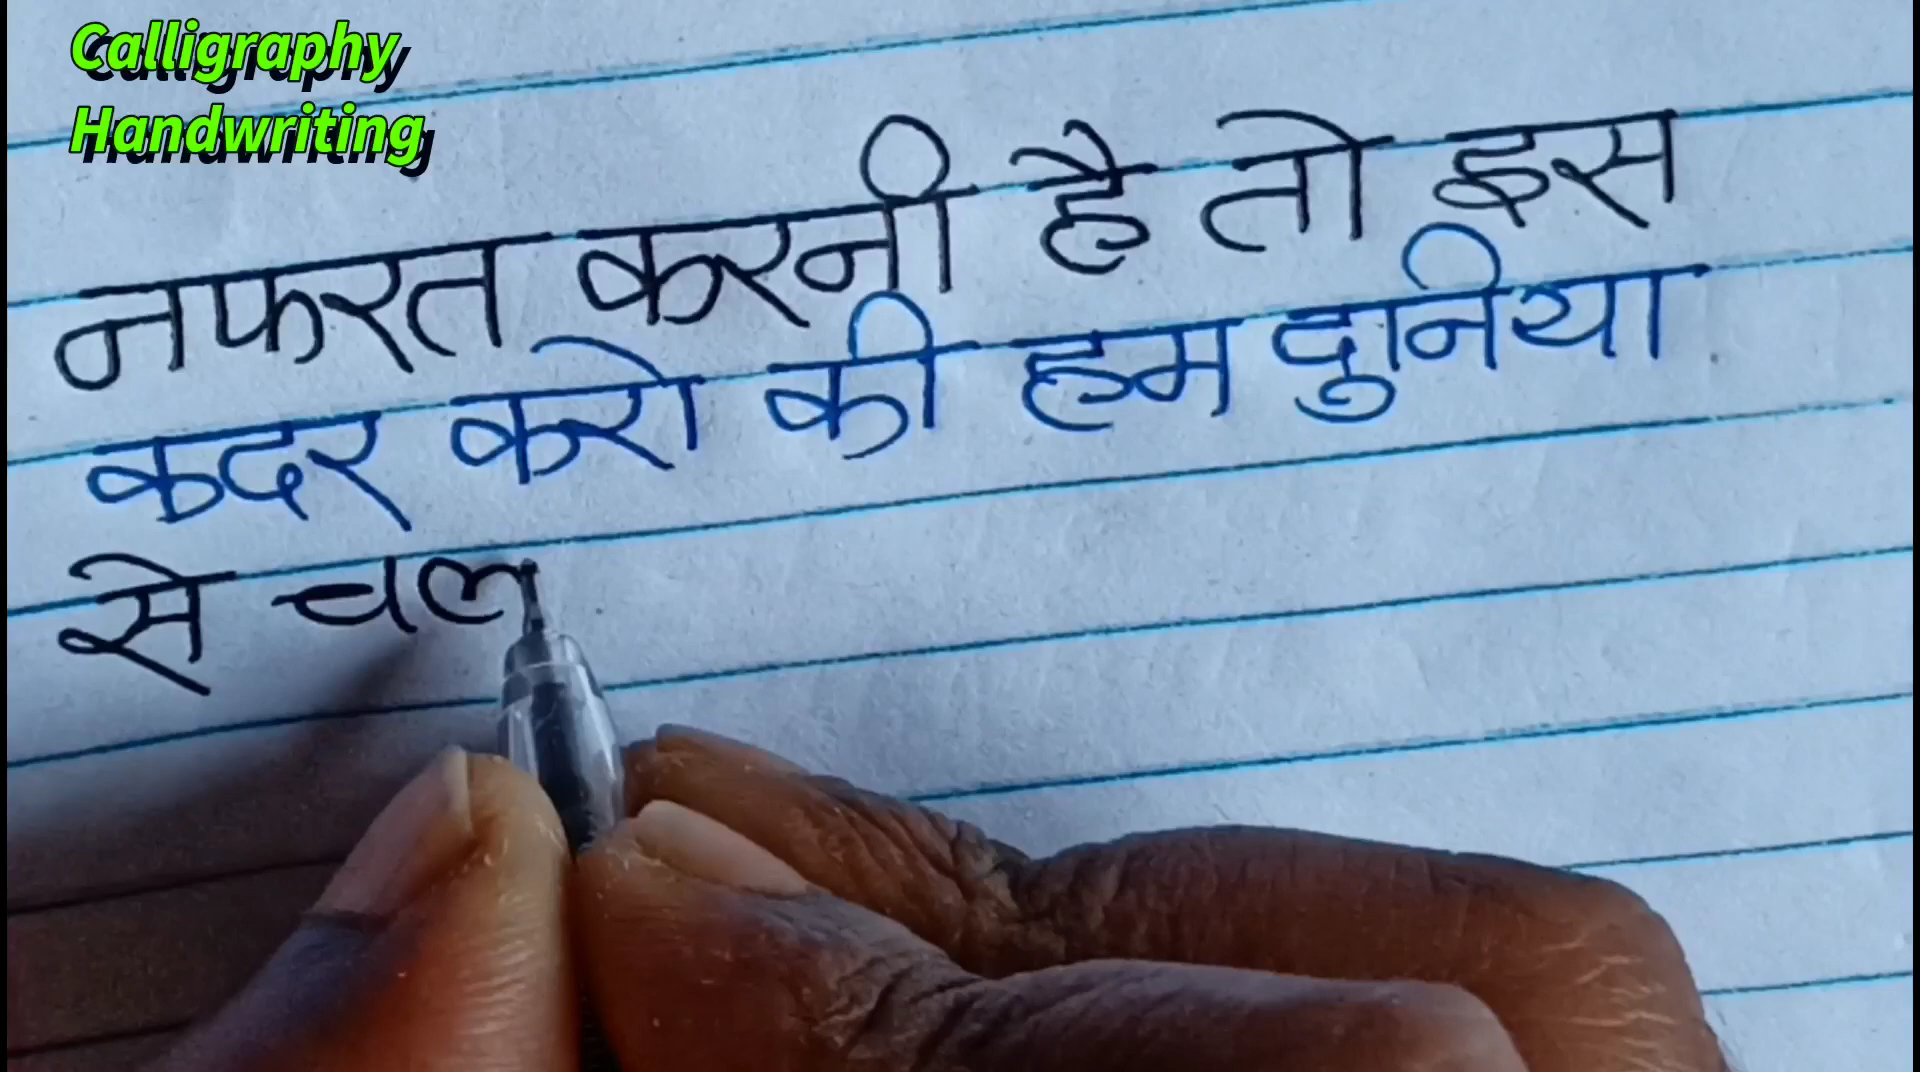 Calligraphy
Handwriting
नफरत करनी है तो इस
कदर करो की हम दुनिया
से चल